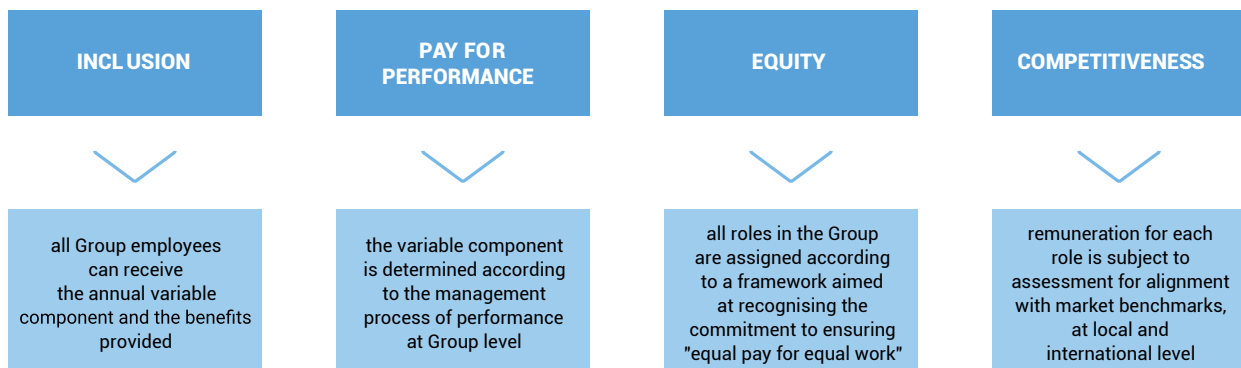 INCLUSION
all Group employees
can receive
the annual variable
component and the benefits
provided
PAY FOR
PERFORMANCE
the variable component
is determined according
to the management
process of performance
at Group level
EQUITY
all roles in the Group
are assigned according
to a framework aimed
at recognising the
commitment to ensuring
"equal pay for equal work"
COMPETITIVENESS
remuneration for each
role is subject to
assessment for alignment
with market benchmarks,
at local and
international level